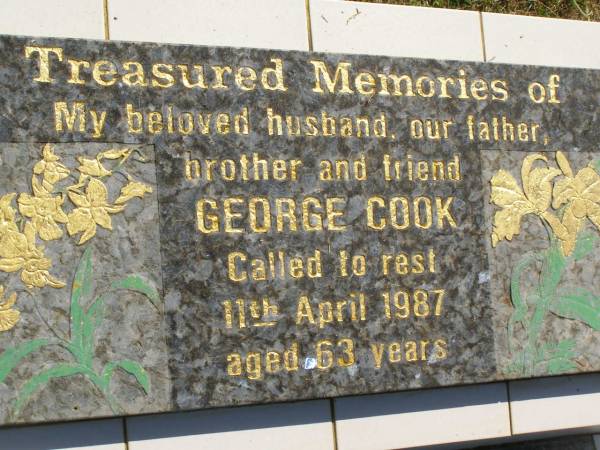 Treasured Memories of
My beloved husband, our father,
brother and friend
GEORGE COOK
Called to rest
11th April 1987
aged 63 years